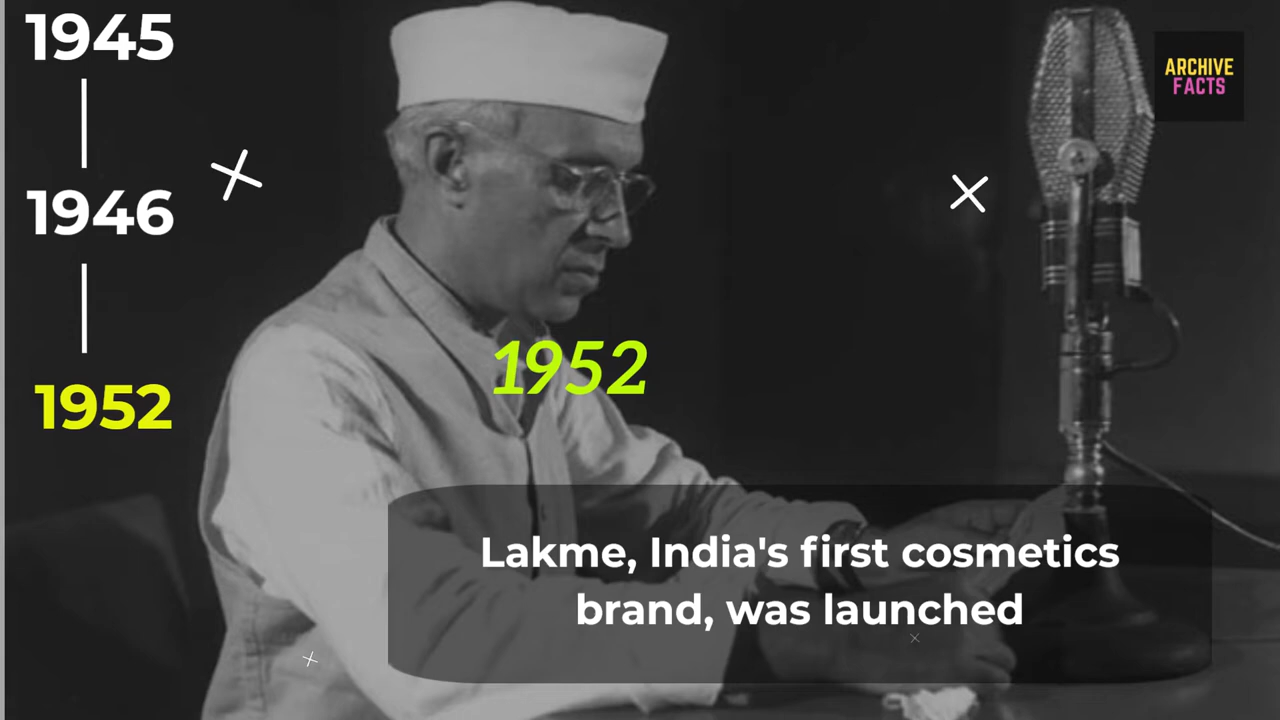 1945
1946
1952
ARCHIVE
FACTS
1952
Lakme, India's first cosmetics
brand, was launched